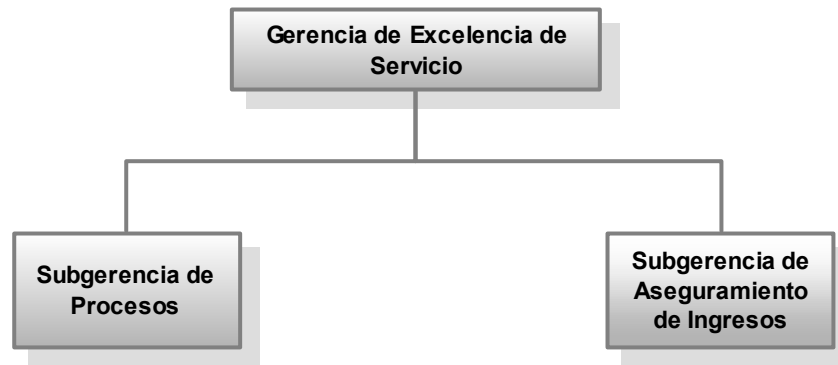 Gerencia de Excelencia de
Servicio
Subgerencia de
Procesos
Subgerencia de
Aseguramiento
de Ingresos